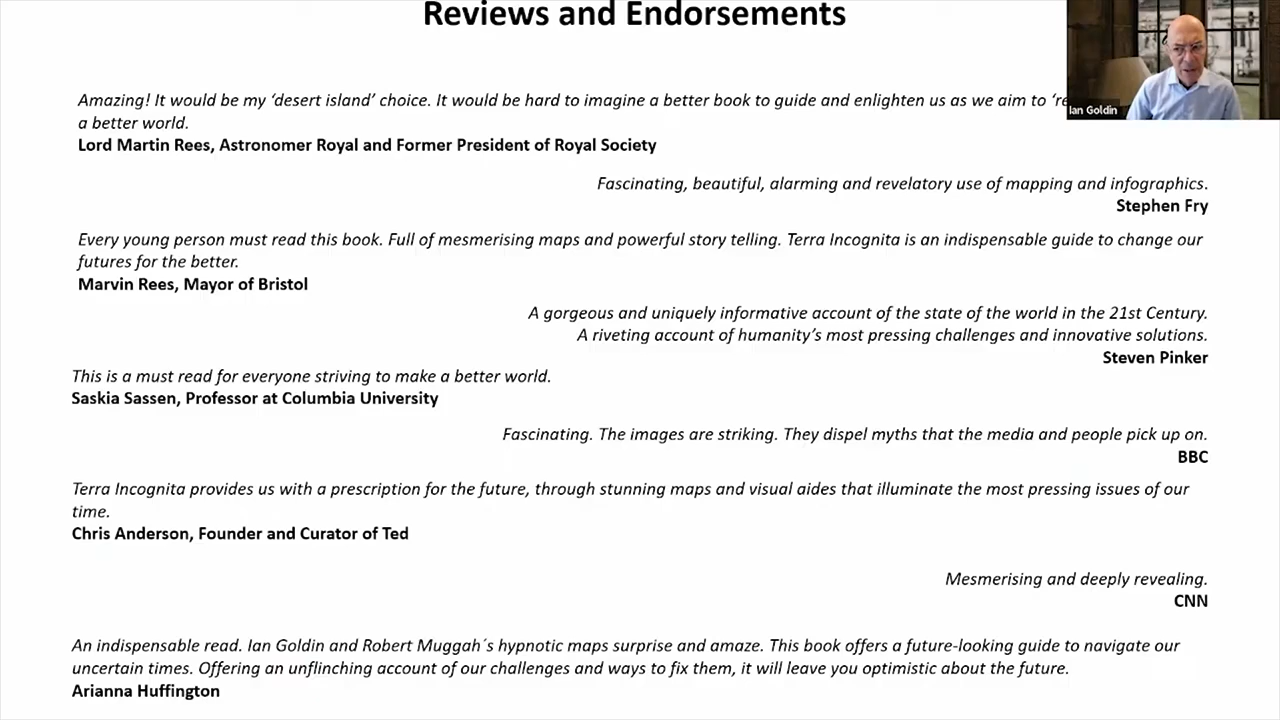 Reviews and Endorsements
Ian Goldin
Amazing! It would be my ‘desert island’ choice. It would be hard to imagine a better book to guide and enlighten us as we aim to
a better world.
Lord Martin Rees, Astronomer Royal and Former President of Royal Society
Fascinating, beautiful, alarming and revelatory use of mapping and infographics.
Stephen Fry
Every young person must read this book. Full of mesmerising maps and powerful story telling. Terra Incognita is an indispensable guide to change our
futures for the better.
Marvin Rees, Mayor of Bristol
A gorgeous and uniquely informative account of the state of the world in the 21st Century.
A riveting account of humanity’s most pressing challenges and innovative solutions.
Steven Pinker
This is a must read for everyone striving to make a better world.
Saskia Sassen, Professor at Columbia University
Fascinating. The images are striking. They dispel myths that the media and people pick up on.
BBC
Terra Incognita provides us with a prescription for the future, through stunning maps and visual aides that illuminate the most pressing issues of our
time.
Chris Anderson, Founder and Curator of Ted
Mesmerising and deeply revealing.
CNN
An indispensable read. Ian Goldin and Robert Muggah´s hypnotic maps surprise and amaze. This book offers a future-looking guide to navigate our
uncertain times. Offering an unflinching account of our challenges and ways to fix them, it will leave you optimistic about the future.
Arianna Huffington